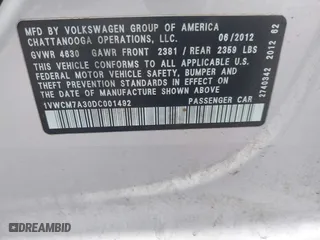 MFD BY VOLKSWAGEN GROUP OF AMERICA
CHATTANOOGA OPERATIONS, LLC. 06/2012
GVWR 4630 GAWR FRONT 2381 / REAR 2359 LBS
THIS VEHICLE CONFORMS TO ALL APPLICABLE
FEDERAL MOTOR VEHICLE SAFETY, BUMPER AND
THEFT PREVENTION STANDARDS IN EFFECT ON
THE DATE OF MANUFACTURE SHOWN ABOVE.
1VWCM7A30DC001492 PASSENGER CAR
2740342 2012 62
© DREAMBID